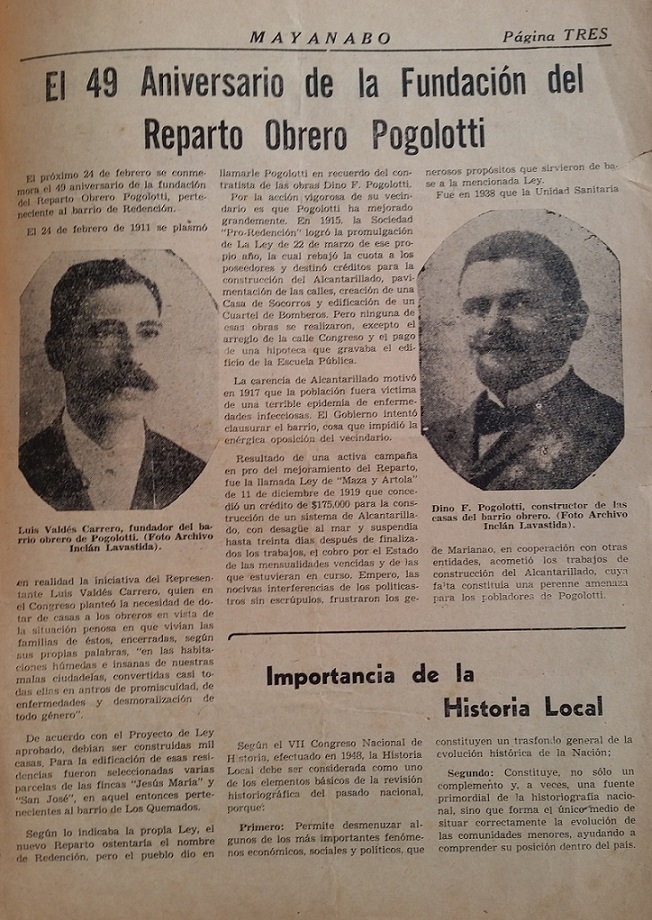 MAYANABO
Página TRES
El 49 Aniversario de la Fundación del
Reparto Obrero Pogolotti
El próximo 24 de febrero se conme-
mora el 49 aniversario de la fundación
del Reparto Obrero Pogolotti, perte-
neciente al barrio de Redención.
El 24 de febrero de 1911 se plasmó
Luis Valdés Carrero, fundador del ba-
rrio obrero de Pogolotti. (Foto Archivo
Inclán Lavastida).
en realidad la iniciativa del Represen-
tante Luis Valdés Carrero, quien en
el Congreso planteó la necesidad de do-
tar de casas a los obreros en vista de
la situación penosa en que vivían las
familias de éstos, encerradas, según
sus propias palabras, "en las habita-
ciones húmedas e insanas de nuestras
malas ciudadelas, convertidas casi to-
das ellas en antros de promiscuidad, de
enfermedades y desmoralización de
todo género".
De acuerdo con el Proyecto de Ley
aprobado, debían ser construidas mil
casas. Para la edificación de esas resi-
dencias fueron seleccionadas varias
parcelas de las fincas "Jesús María" y
"San José", en aquel entonces perte-
necientes al barrio de Los Quemados.
Según lo indicaba la propia Ley, el
nuevo Reparto ostentaría el nombre
de Redención, pero el pueblo dio en
llamarle Pogolotti en recuerdo del con-
tratista de las obras Dino F. Pogolotti.
Por la acción vigorosa de su vecin-
dario es que Pogolotti ha mejorado
grandemente. En 1915, la Sociedad
"Pro-Redención" logró la promulgación
de La Ley de 22 de marzo de ese pro-
pio año, la cual rebajó la cuota a los
poseedores y destinó créditos para la
construcción del Alcantarillado, pavi-
mentación de las calles, creación de una
Casa de Socorros y edificación de un
Cuartel de Bomberos. Pero ninguna de
esas obras se realizaron, excepto el
arreglo de la calle Congreso y el pago
de una hipoteca que gravaba el edi-
ficio de la Escuela Pública.
La carencia de Alcantarillado motivó
en 1917 que la población fuera víctima
de una terrible epidemia de enferme-
dades infecciosas. El Gobierno intentó
clausurar el barrio, cosa que impidió la
enérgica oposición del vecindario.
Resultado de una activa campaña
en pro del mejoramiento del Reparto,
fue la llamada Ley de "Maza y Artola"
de 11 de diciembre de 1919 que conce-
dió un crédito de $175,000 para la cons-
trucción de un sistema de Alcantarilla-
do, con desagüe al mar y suspendía
hasta treinta días después de finaliza-
dos los trabajos, el cobro por el Estado
de las mensualidades vencidas y de las
que estuvieran en curso. Empero, las
nocivas interferencias de los politicas-
tros sin escrúpulos, frustraron los ge-
nerosos propósitos que sirvieron de ba-
se a la mencionada Ley.
Fue en 1938 que la Unidad Sanitaria
Dino F. Pogolotti, constructor de las
casas del barrio obrero. (Foto Archivo
Inclán Lavastida).
de Marianao, en cooperación con otras
entidades, acometió los trabajos de
construcción del Alcantarillado, cuya
falta constituía una perenne amenaza
para los pobladores de Pogolotti.
Importancia de la
Historia Local
Según el VII Congreso Nacional de
Historia, efectuado en 1948, la Historia
Local debe ser considerada como uno
de los elementos básicos de la revisión
historiográfica del pasado nacional,
porque:
Primero: Permite desmenuzar al-
gunos de los más importantes fenóme-
nos económicos, sociales y políticos, que
constituyen un trasfondo general de la
evolución histórica de la Nación;
Segundo: Constituye, no sólo un
complemento y, a veces, una fuente
primordial de la historiografía nacio-
nal, sino que forma el único medio de
situar correctamente la evolución de
las comunidades menores, ayudando a
comprender su posición dentro del país.